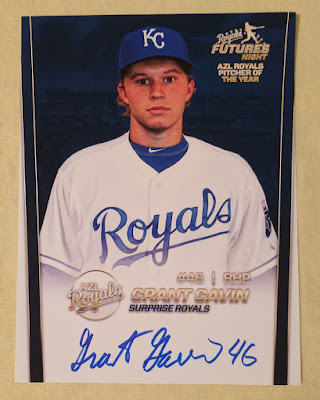 KC
Royals
FUTURES
NIGHT
AZL ROYALS
PITCHER OF
THE YEAR
Royals
#46 | RHP
AZL
Royals
GRANT GAVIN
SURPRISE ROYALS
Grant Gavin 46